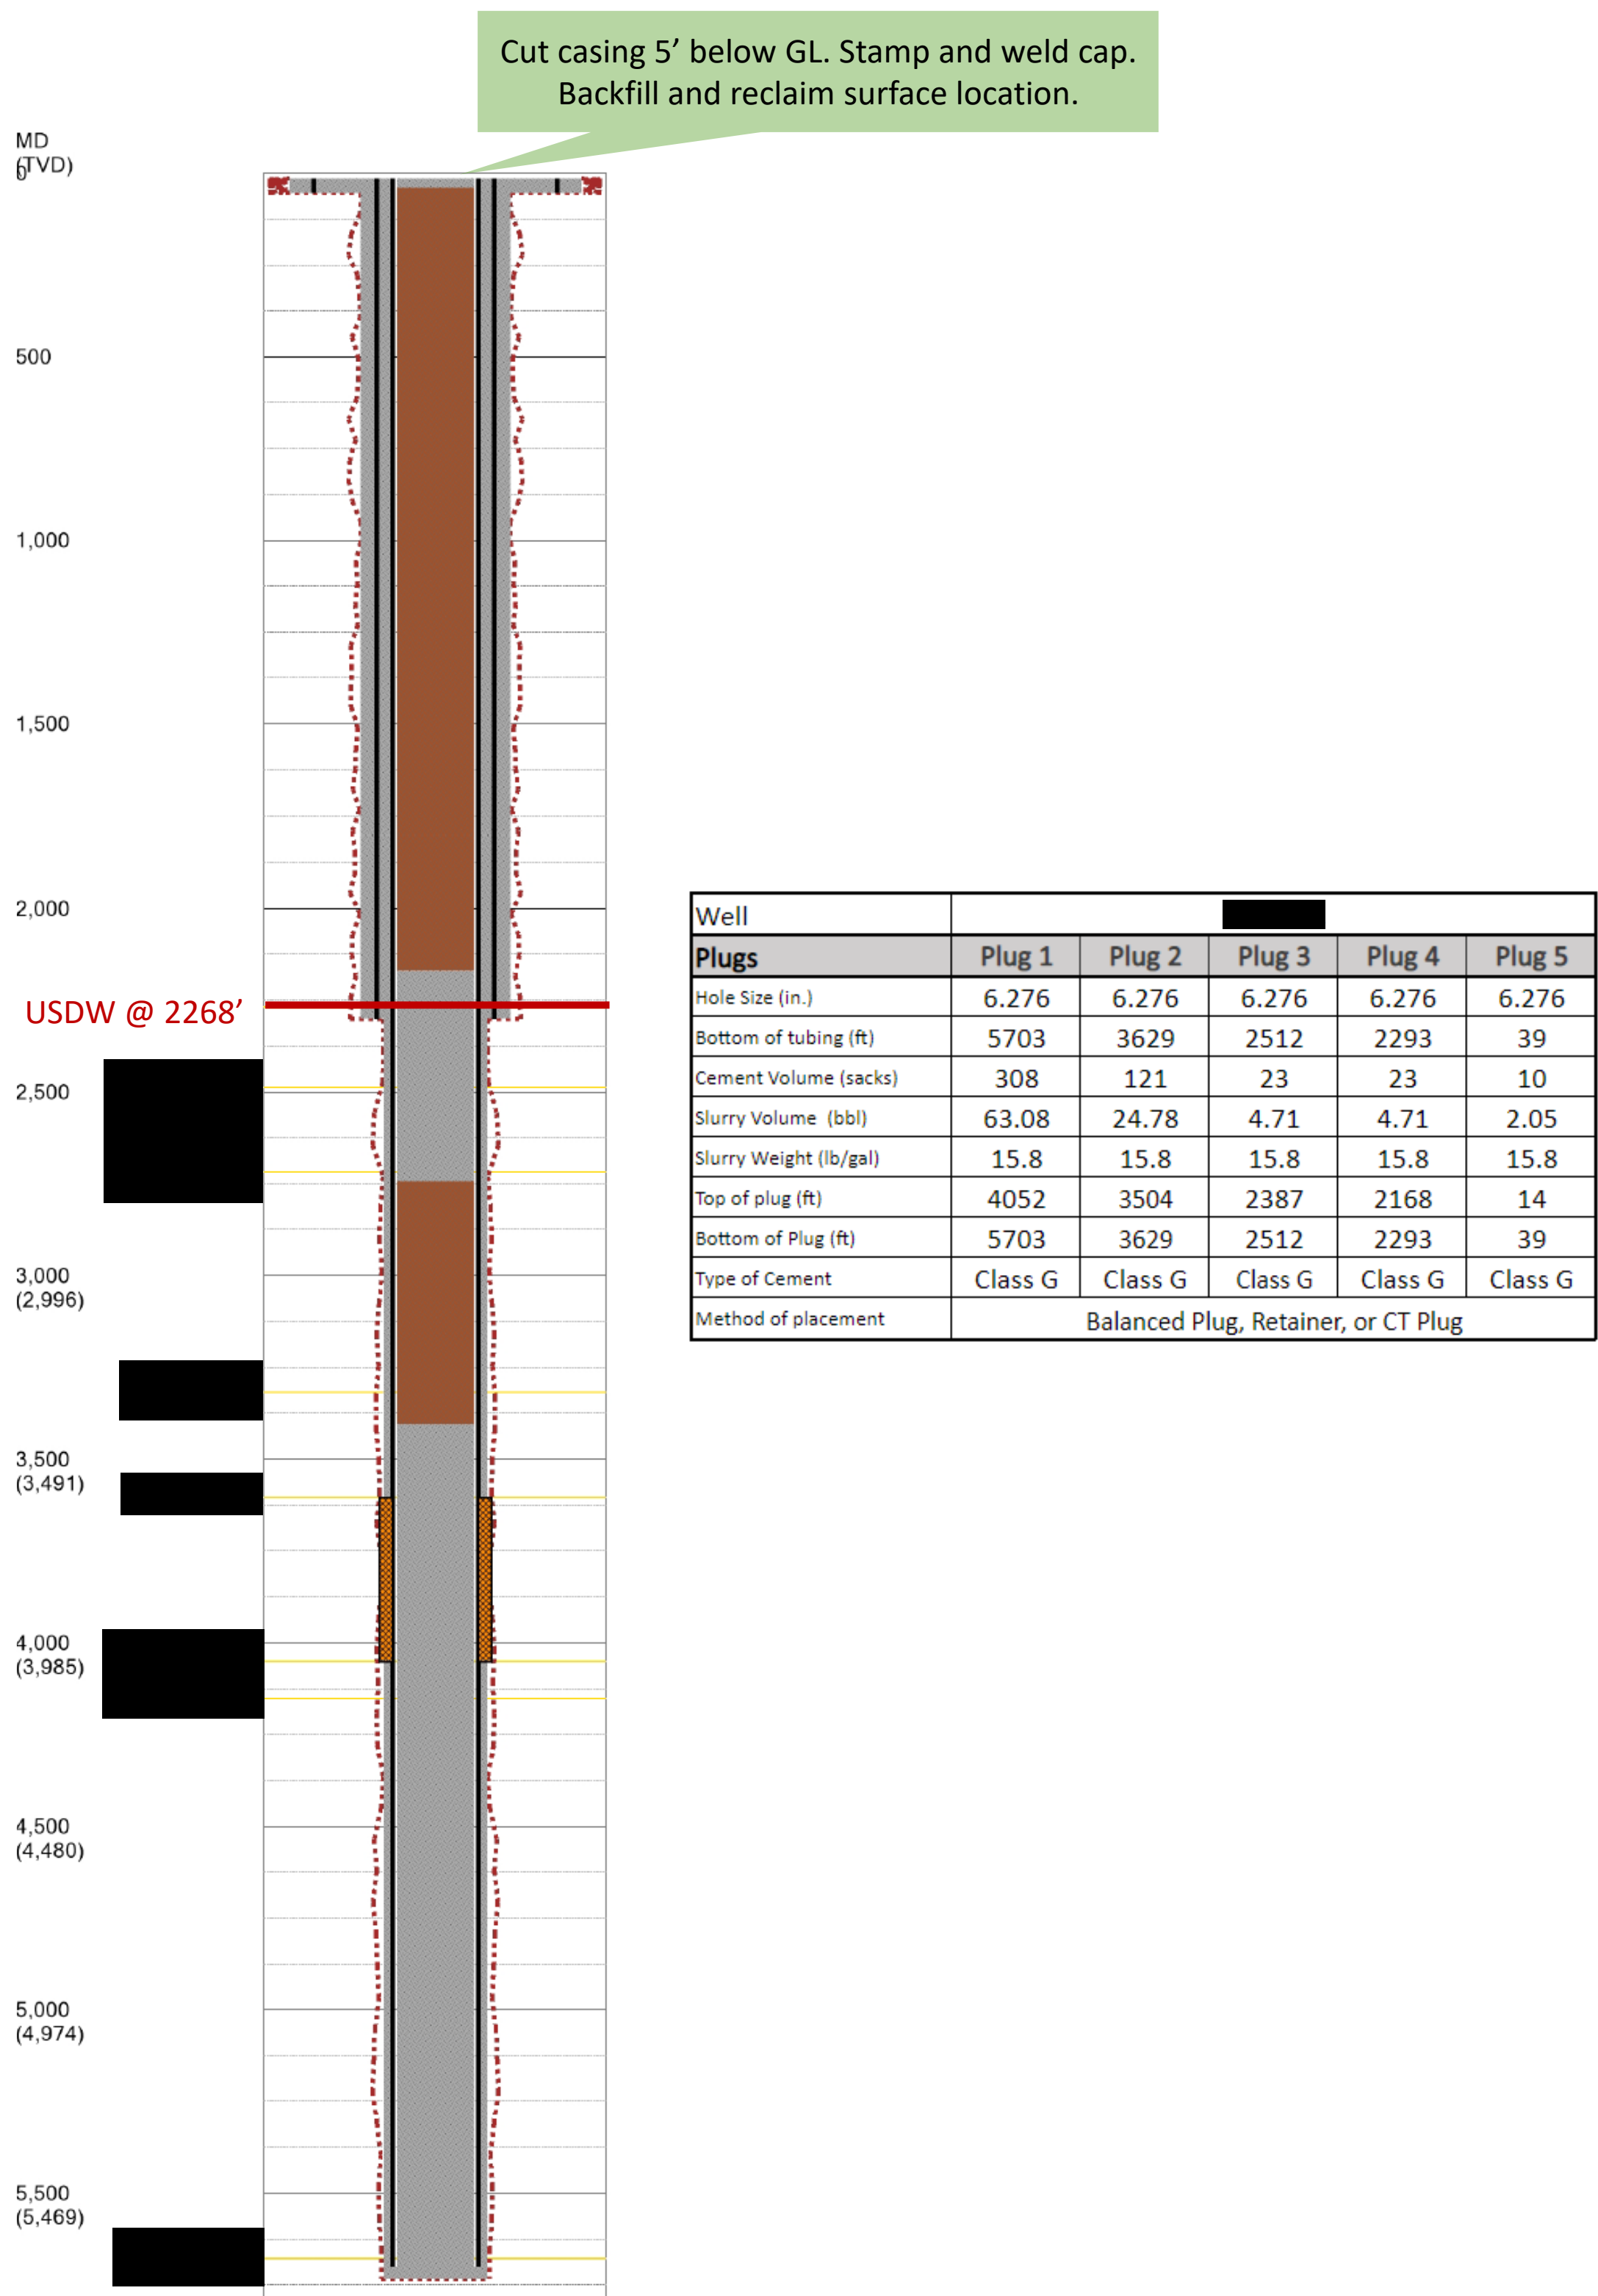 Cut casing 5’ below GL. Stamp and weld cap.
Backfill and reclaim surface location.
MD
(TVD)
0
500
1,000
1,500
2,000
USDW @ 2268’
2,500
3,000
(2,996)
3,500
(3,491)
4,000
(3,985)
4,500
(4,480)
5,000
(4,974)
5,500
(5,469)
Well
Plugs Plug 1 Plug 2 Plug 3 Plug 4 Plug 5
Hole Size (in.) 6.276 6.276 6.276 6.276 6.276
Bottom of tubing (ft) 5703 3629 2512 2293 39
Cement Volume (sacks) 308 121 23 23 10
Slurry Volume (bbl) 63.08 24.78 4.71 4.71 2.05
Slurry Weight (lb/gal) 15.8 15.8 15.8 15.8 15.8
Top of plug (ft) 4052 3504 2387 2168 14
Bottom of Plug (ft) 5703 3629 2512 2293 39
Type of Cement Class G Class G Class G Class G Class G
Method of placement Balanced Plug, Retainer, or CT Plug